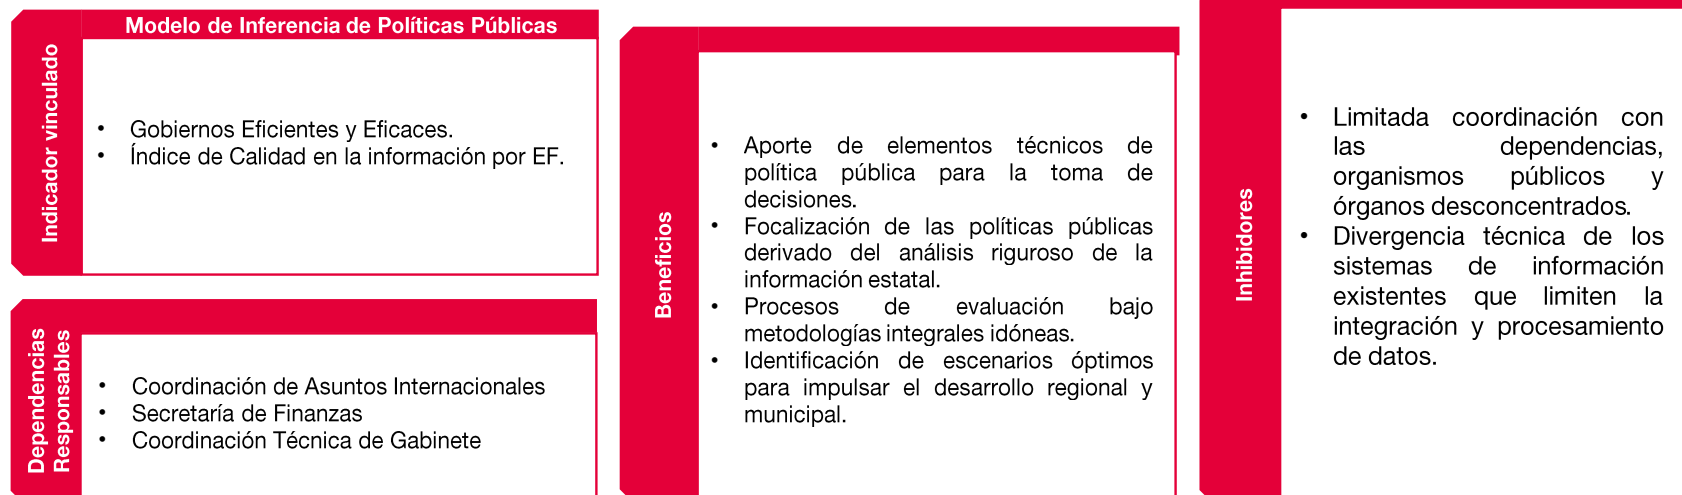 Modelo de Inferencia de Políticas Públicas
Indicador vinculado
• Gobiernos Eficientes y Eficaces.
• Índice de Calidad en la información por EF.
Dependencias
Responsables
• Coordinación de Asuntos Internacionales
• Secretaría de Finanzas
• Coordinación Técnica de Gabinete
Beneficios
• Aporte de elementos técnicos de
política pública para la toma de
decisiones.
• Focalización de las políticas públicas
derivado del análisis riguroso de la
información estatal.
• Procesos de evaluación bajo
metodologías integrales idóneas.
• Identificación de escenarios óptimos
para impulsar el desarrollo regional y
municipal.
Inhibidores
• Limitada coordinación con
las dependencias,
organismos públicos y
órganos desconcentrados.
• Divergencia técnica de los
sistemas de información
existentes que limiten la
integración y procesamiento
de datos.